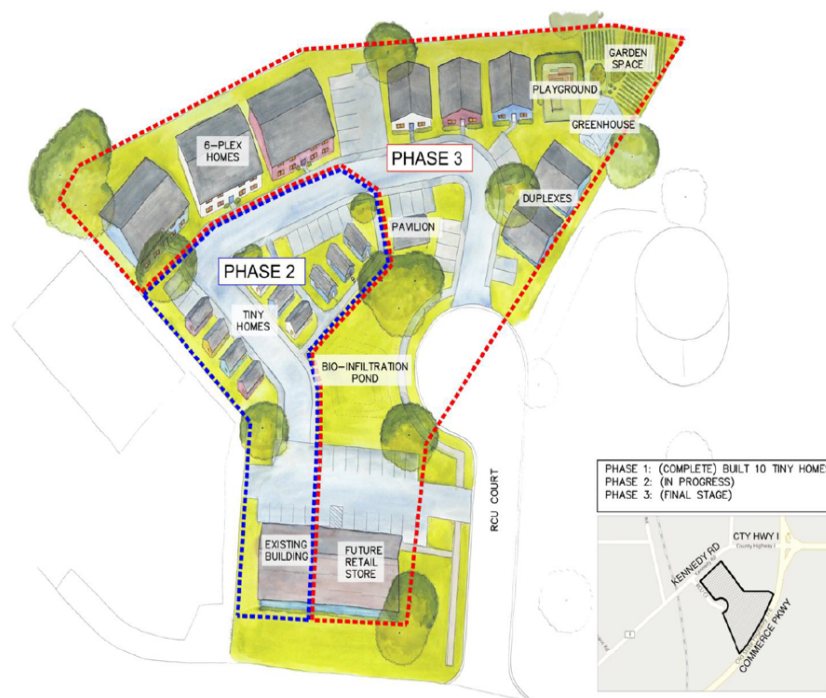 GARDEN
SPACE
PLAYGROUND
GREENHOUSE
6-PLEX
HOMES
PHASE 3
DUPLEXES
PAVILION
PHASE 2
TINY
HOMES
BIO-INFILTRATION
POND
RCU COURT
EXISTING
BUILDING
FUTURE
RETAIL
STORE
PHASE 1: (COMPLETE) BUILT 10 TINY HOMES
PHASE 2: (IN PROGRESS)
PHASE 3: (FINAL STAGE)
CTY HWY I
County Highway I
KENNEDY RD
COMMERCE PKWY